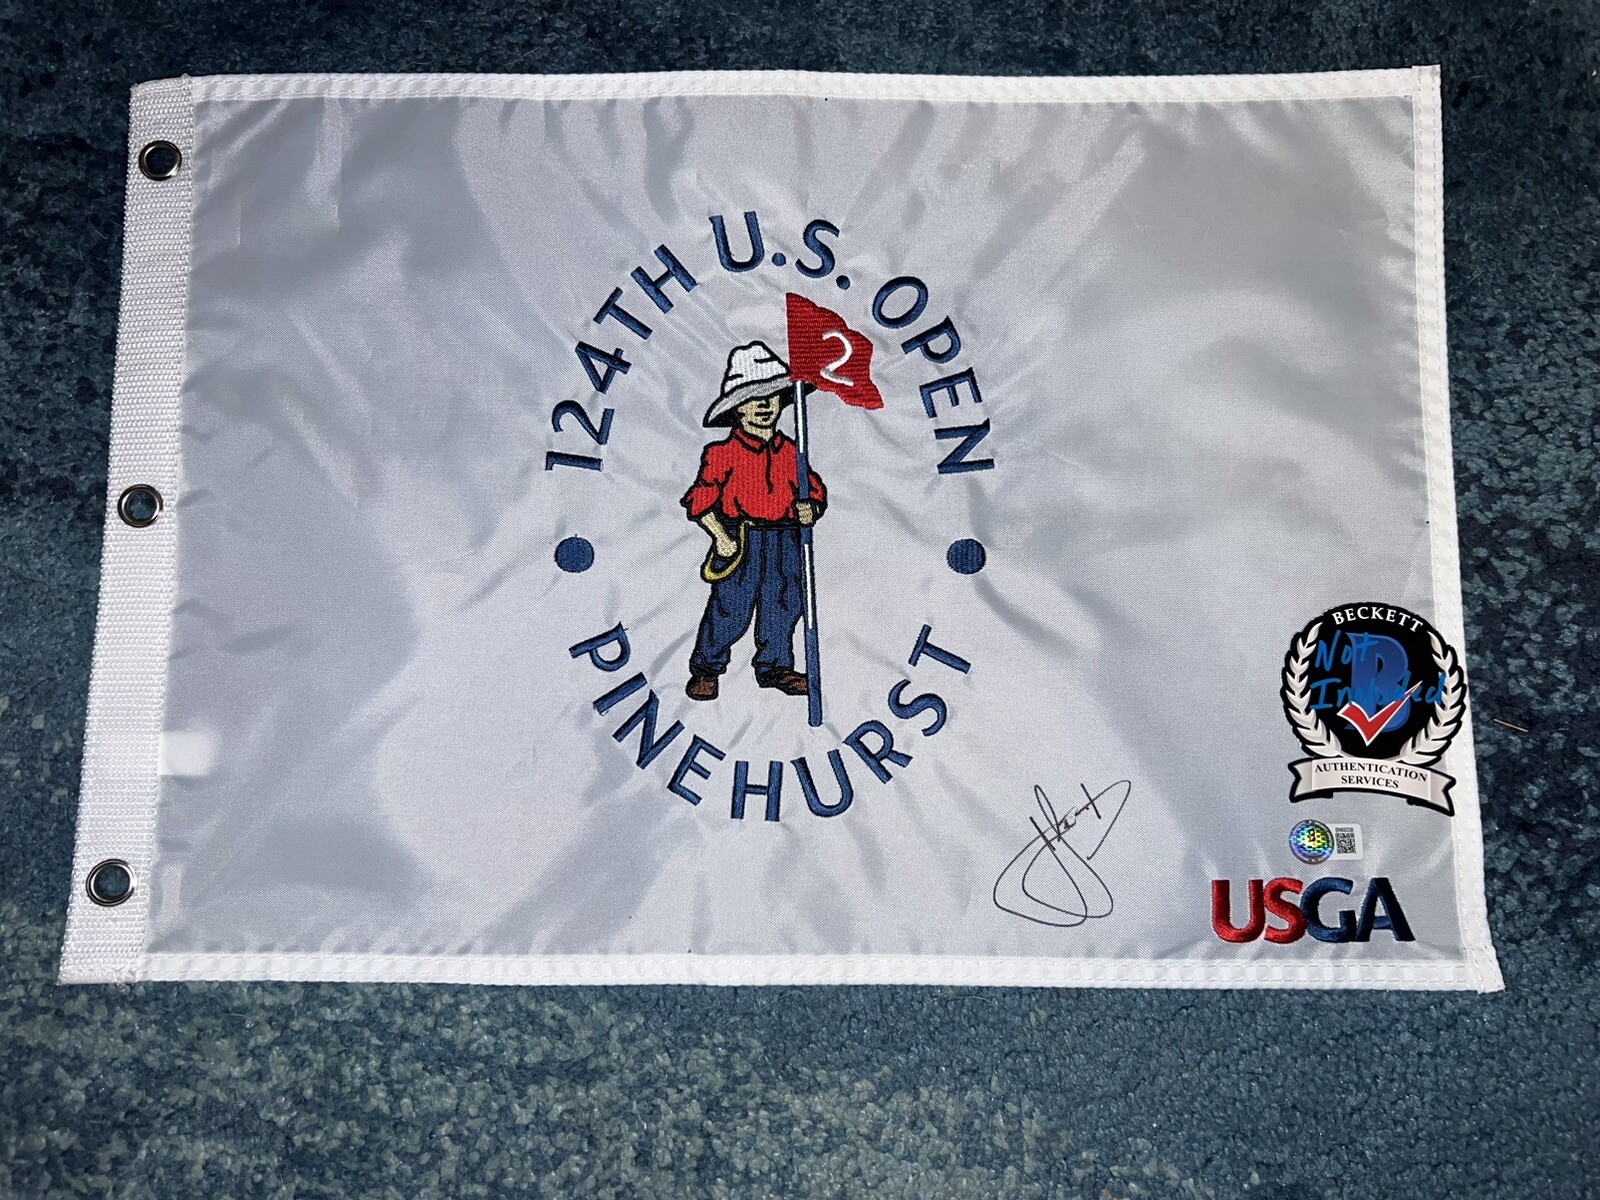 124TH U.S. OPEN
2
PINEHURST
BECKETT
B
Not
Included
AUTHENTICATION
SERVICES
USGA